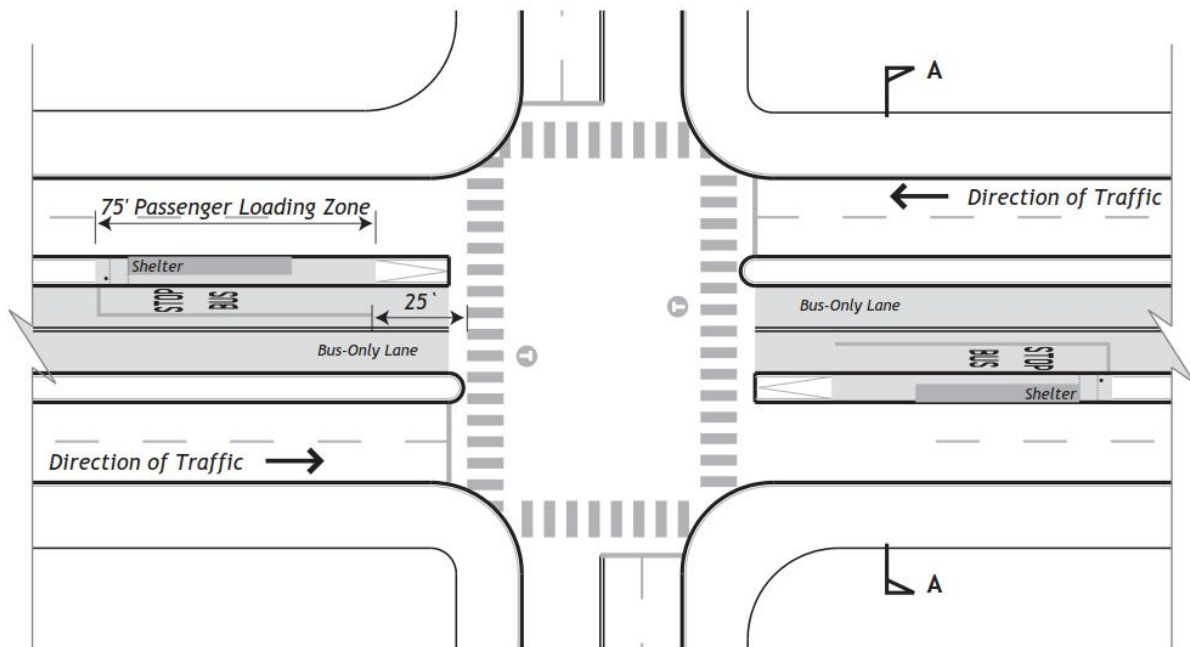 A
75' Passenger Loading Zone
Direction of Traffic
Shelter
STOP
BUS
25'
Bus-Only Lane
T
Bus-Only Lane
T
BUS
STOP
Shelter
Direction of Traffic
A